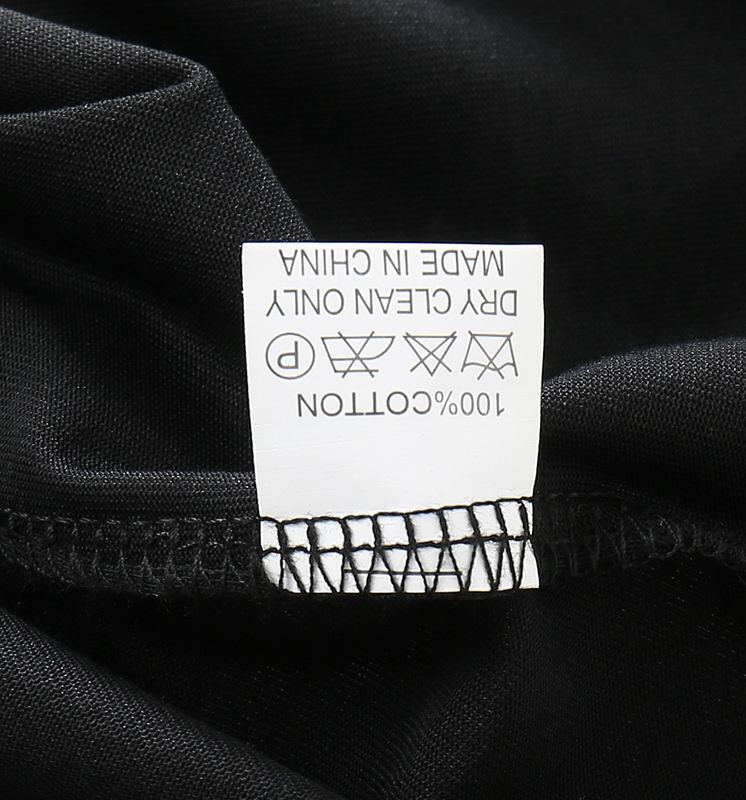 100%COTTON
P
DRY CLEAN ONLY
MADE IN CHINA